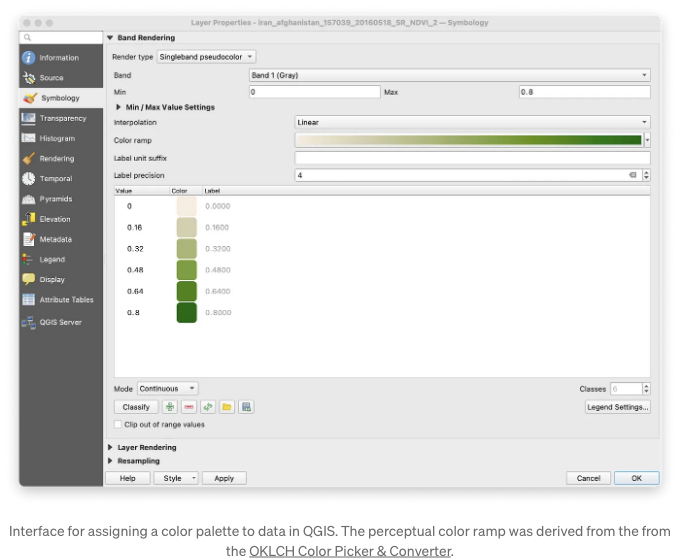 Layer Properties - iran_afghanistan_157039_20160518_SR_NDVI_2 — Symbology
Information
Source
Symbology
Transparency
Histogram
Rendering
Temporal
Pyramids
Elevation
Metadata
Legend
Display
Attribute Tables
QGIS Server
Band Rendering
Render type Singleband pseudocolor
Band Band 1 (Gray)
Min 0 Max 0.8
Min / Max Value Settings
Interpolation Linear
Color ramp
Label unit suffix
Label precision 4
Value Color Label
0 0.0000
0.16 0.1600
0.32 0.3200
0.48 0.4800
0.64 0.6400
0.8 0.8000
Mode Continuous Classes 6
Classify Legend Settings...
Clip out of range values
Layer Rendering
Resampling
Help Style Apply Cancel OK
Interface for assigning a color palette to data in QGIS. The perceptual color ramp was derived from the from
the OKLCH Color Picker & Converter.